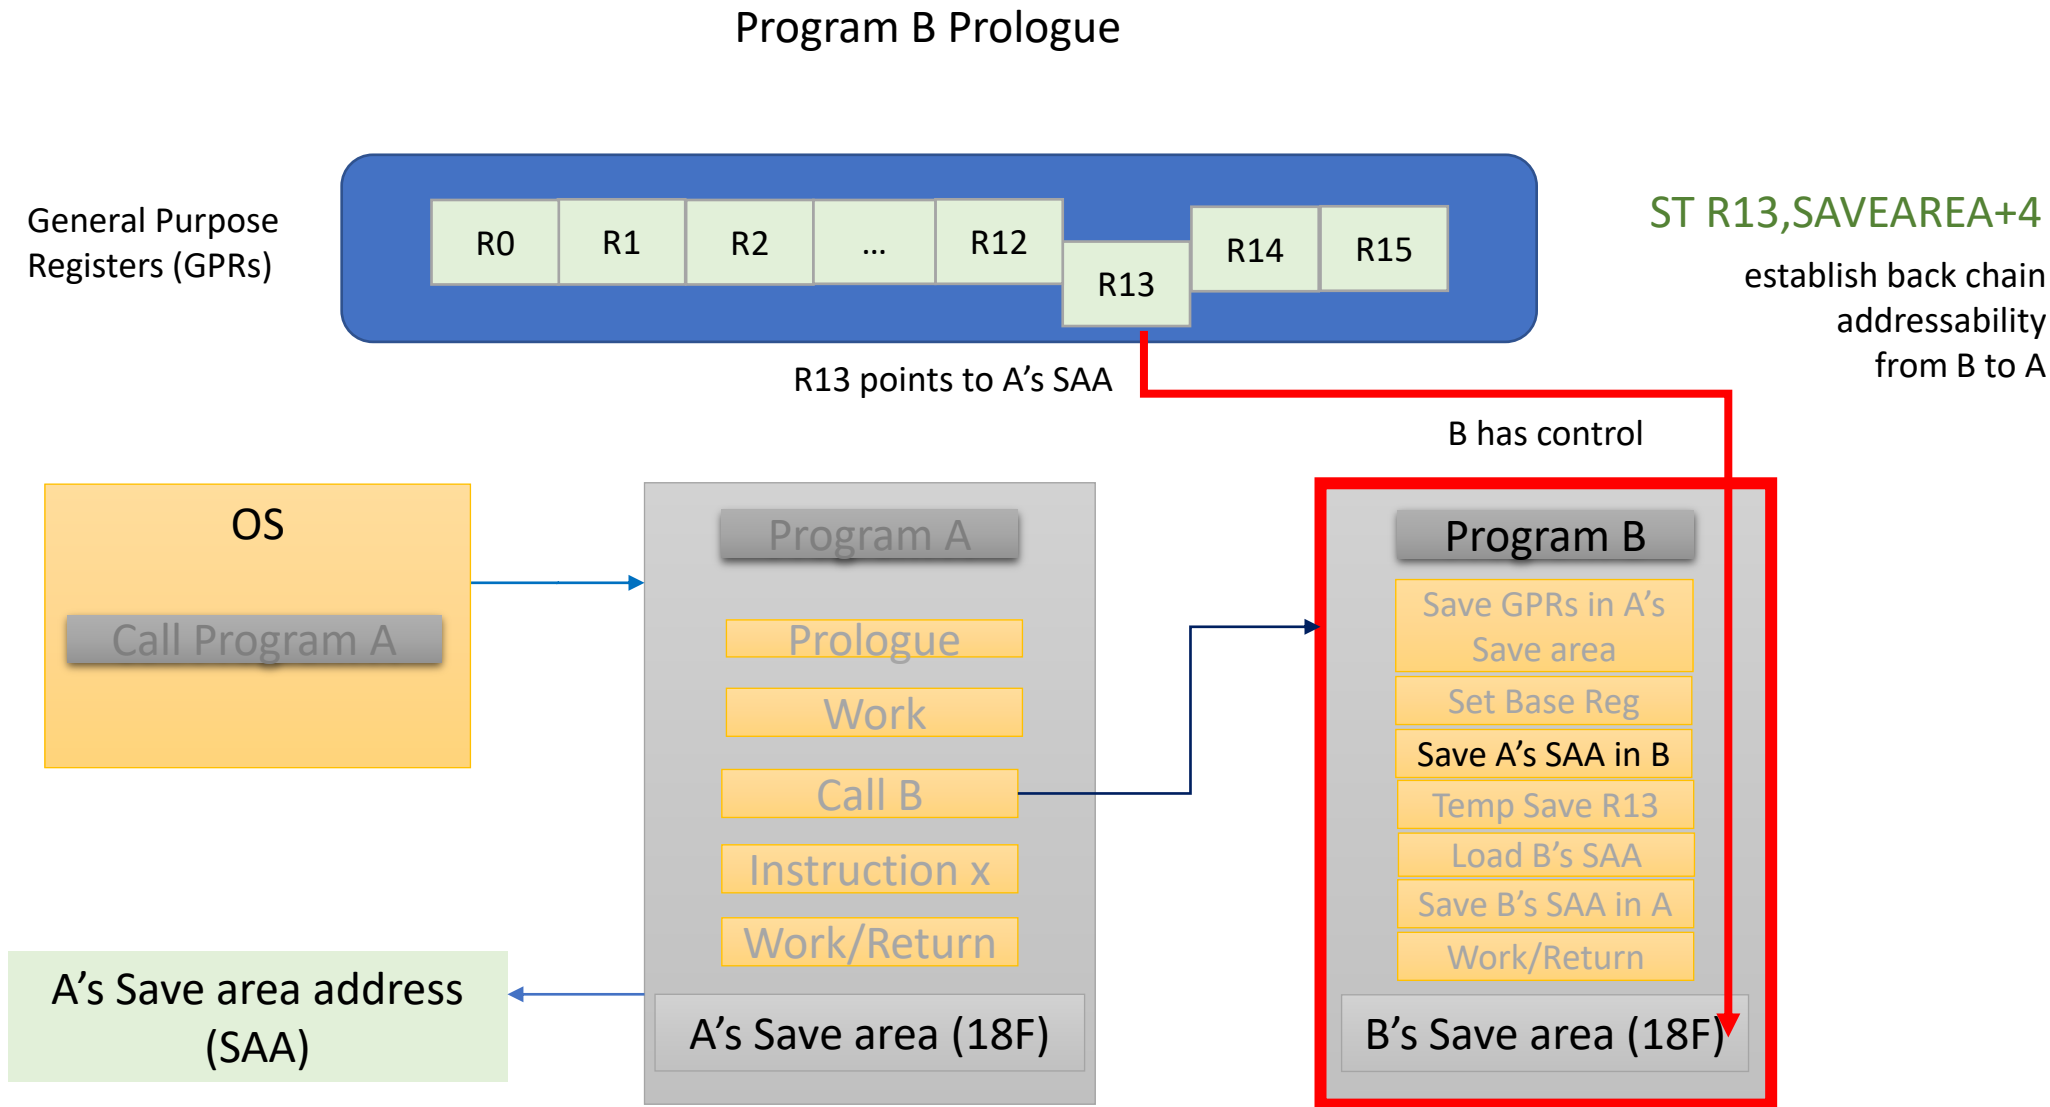 Program B Prologue
General Purpose
Registers (GPRs)
R0 R1 R2 ... R12 R13 R14 R15
ST R13,SAVEAREA+4
establish back chain
addressability
from B to A
R13 points to A's SAA
B has control
OS
Call Program A
Program A
Prologue
Work
Call B
Instruction x
Work/Return
A's Save area (18F)
A's Save area address
(SAA)
Program B
Save GPRs in A's
Save area
Set Base Reg
Save A's SAA in B
Temp Save R13
Load B's SAA
Save B's SAA in A
Work/Return
B's Save area (18F)